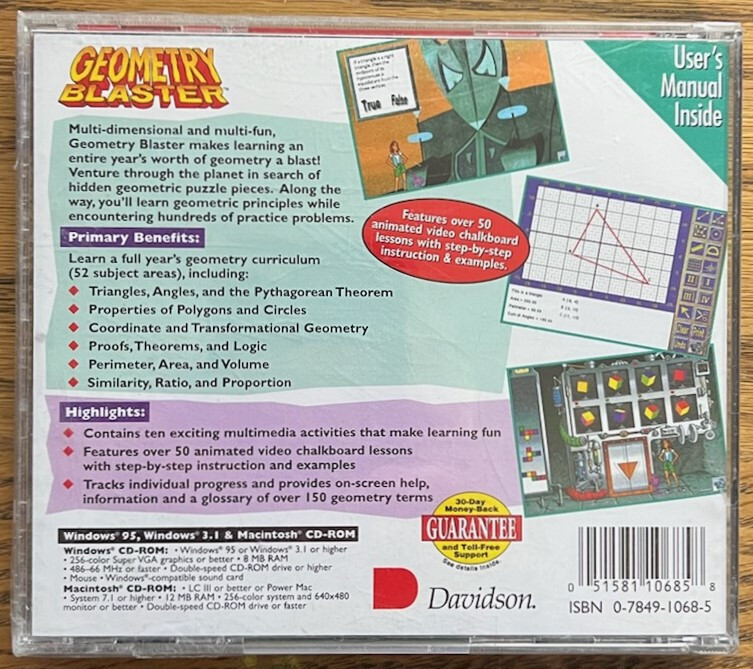 GEOMETRY
BLASTER™
User's
Manual
Inside
True False
Multi-dimensional and multi-fun,
Geometry Blaster makes learning an
entire year's worth of geometry a blast!
Venture through the planet in search of
hidden geometric puzzle pieces. Along the
way, you'll learn geometric principles while
encountering hundreds of practice problems.
Features over 50
animated video chalkboard
lessons with step-by-step
instruction & examples.
Primary Benefits:
Learn a full year's geometry curriculum
(52 subject areas), including:
Triangles, Angles, and the Pythagorean Theorem
Properties of Polygons and Circles
Coordinate and Transformational Geometry
Proofs, Theorems, and Logic
Perimeter, Area, and Volume
Similarity, Ratio, and Proportion
Clear Print
Undo
Highlights:
Contains ten exciting multimedia activities that make learning fun
Features over 50 animated video chalkboard lessons
with step-by-step instruction and examples
Tracks individual progress and provides on-screen help,
information and a glossary of over 150 geometry terms
Windows® 95, Windows® 3.1 & Macintosh® CD-ROM
Windows® CD-ROM: • Windows® 95 or Windows® 3.1 or higher
• 256-color Super VGA graphics or better • 8 MB RAM
• 486-66 MHz or faster • Double-speed CD-ROM drive or higher
• Mouse • Windows®-compatible sound card
Macintosh® CD-ROM: • LC III or better or Power Mac
• System 7.1 or higher • 12 MB RAM • 256-color system and 640x480
monitor or better • Double-speed CD-ROM drive or faster
30-Day
Money-Back
GUARANTEE
and Toll-Free
Support
See details inside.
Davidson.
0 51581 10685 8
ISBN 0-7849-1068-5